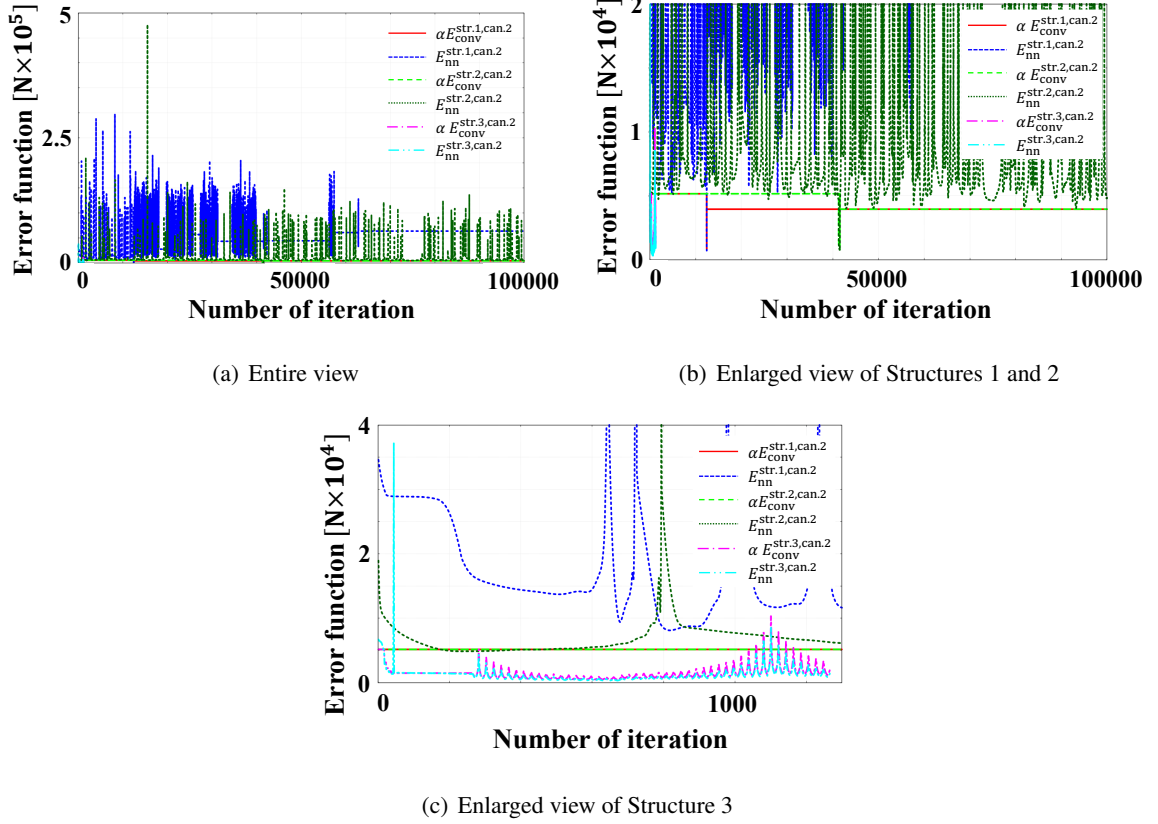 5
2.5
0
Error function [N×10⁵]
0
50000
100000
Number of iteration
αE_conv^str.1,can.2
E_nn^str.1,can.2
αE_conv^str.2,can.2
E_nn^str.2,can.2
α E_conv^str.3,can.2
E_nn^str.3,can.2
(a) Entire view
2
1
0
Error function [N×10⁴]
0
50000
100000
Number of iteration
α E_conv^str.1,can.2
E_nn^str.1,can.2
α E_conv^str.2,can.2
E_nn^str.2,can.2
αE_conv^str.3,can.2
E_nn^str.3,can.2
(b) Enlarged view of Structures 1 and 2
4
2
0
Error function [N×10⁴]
0
1000
Number of iteration
αE_conv^str.1,can.2
E_nn^str.1,can.2
αE_conv^str.2,can.2
E_nn^str.2,can.2
α E_conv^str.3,can.2
E_nn^str.3,can.2
(c) Enlarged view of Structure 3